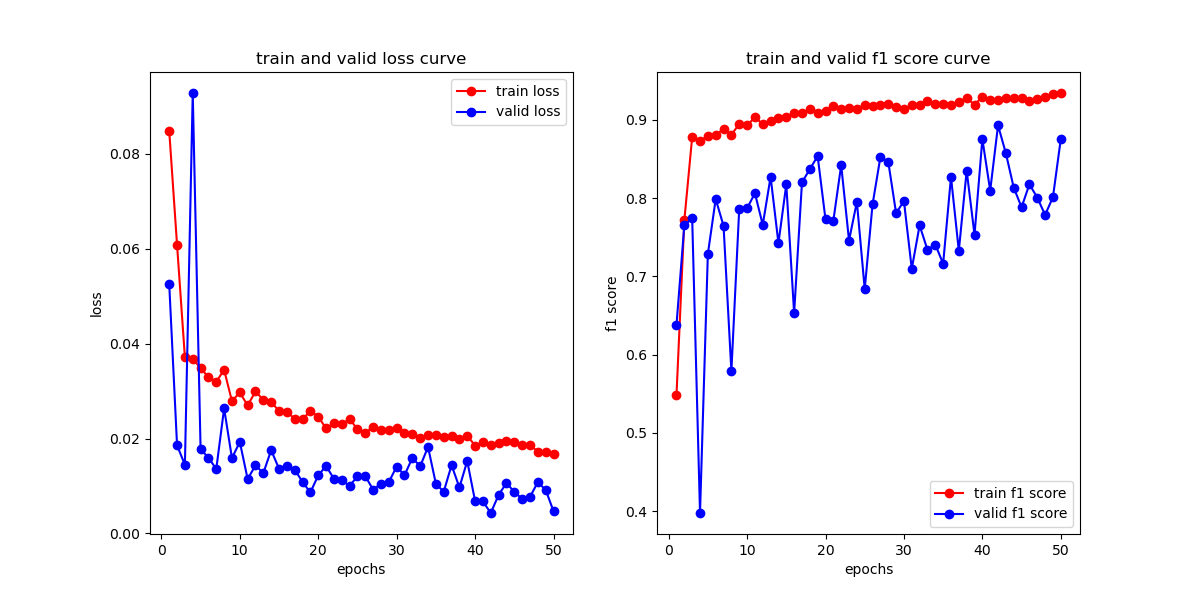 train and valid loss curve
train loss
valid loss
0.08
0.06
0.04
0.02
0.00
loss
0 10 20 30 40 50
epochs
train and valid f1 score curve
0.9
0.8
0.7
0.6
0.5
0.4
f1 score
train f1 score
valid f1 score
0 10 20 30 40 50
epochs